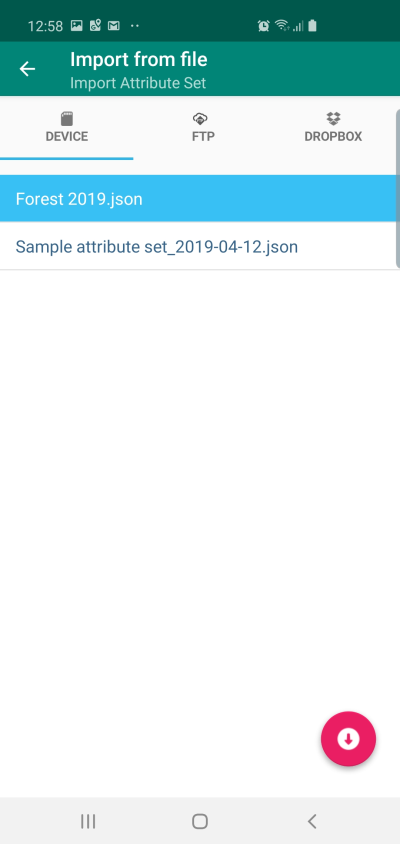 12:58
Import from file
Import Attribute Set
DEVICE
FTP
DROPBOX
Forest 2019.json
Sample attribute set_2019-04-12.json